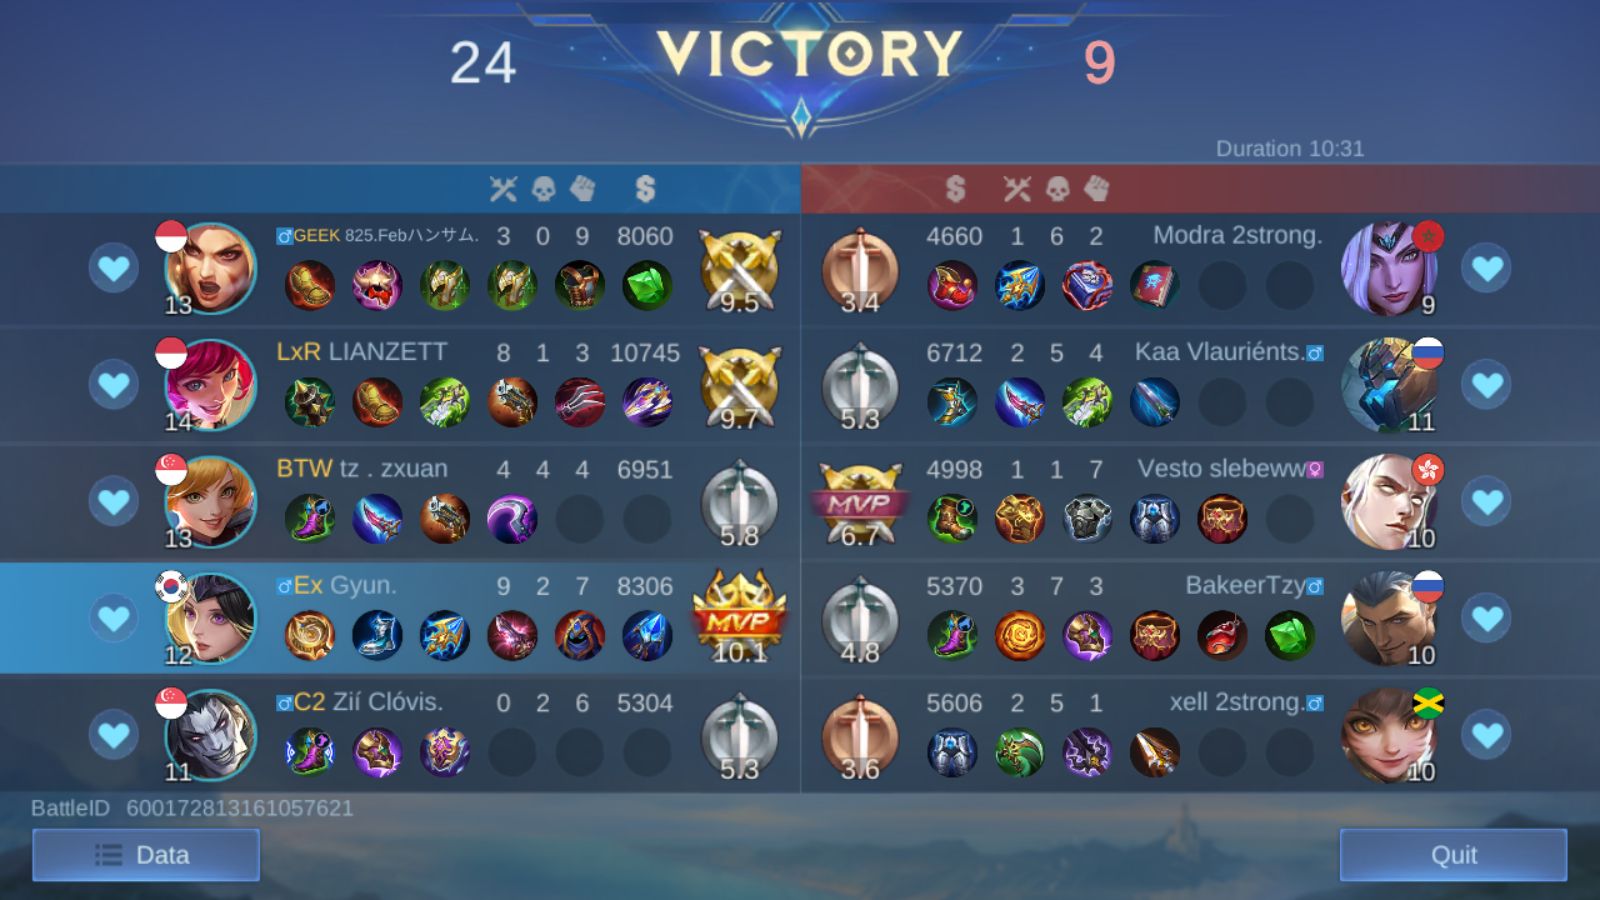 24
VICTORY
9
Duration 10:31
GEEK 825.Febハンサム. 3 0 9 8060
13
9.5
3.4
4660 1 6 2 Modra 2strong.
9
LxR LIANZETT 8 1 3 10745
14
9.7
5.3
6712 2 5 4 Kaa Vlauriénts.
11
BTW tz . zxuan 4 4 4 6951
13
5.8
MVP
6.7
4998 1 1 7 Vesto slebeww
10
Ex Gyun. 9 2 7 8306
12
MVP
10.1
4.8
5370 3 7 3 BakeerTzy
10
C2 Zií Clóvis. 0 2 6 5304
11
5.3
3.6
5606 2 5 1 xell 2strong.
10
BattleID 600172813161057621
Data
Quit